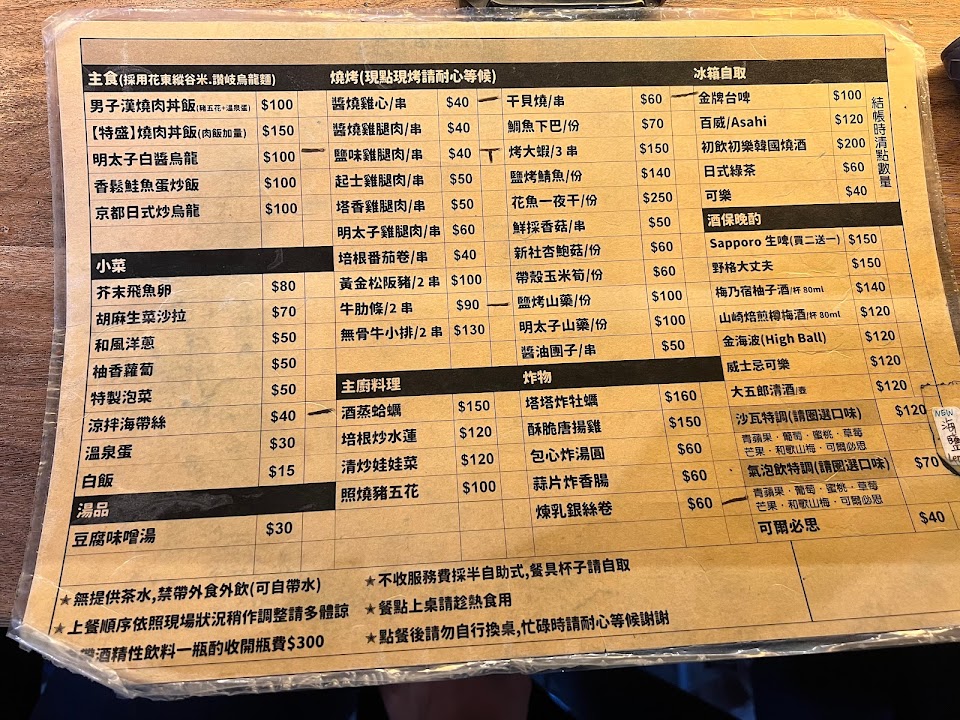 主食(採用花東縱谷米.讚岐烏龍麵)
男子漢燒肉丼飯(豬五花+溫泉蛋) $100
【特盛】燒肉丼飯(肉飯加量) $150
明太子白醬烏龍 $100
香鬆鮭魚蛋炒飯 $100
京都日式炒烏龍 $100
小菜
芥末飛魚卵 $80
胡麻生菜沙拉 $70
和風洋蔥 $50
柚香蘿蔔 $50
特製泡菜 $50
涼拌海帶絲 $40
溫泉蛋 $30
白飯 $15
湯品
豆腐味噌湯 $30
燒烤(現點現烤請耐心等候)
醬燒雞心/串 $40
醬燒雞腿肉/串 $40
鹽味雞腿肉/串 $40
起士雞腿肉/串 $50
塔香雞腿肉/串 $50
明太子雞腿肉/串 $60
培根番茄卷/串 $40
黃金松阪豬/2 串 $100
牛肋條/2 串 $90
無骨牛小排/2 串 $130
干貝燒/串 $60
鯛魚下巴/份 $70
烤大蝦/3 串 $150
鹽烤鯖魚/份 $140
花魚一夜干/份 $250
鮮採香菇/串 $50
新社杏鮑菇/份 $60
帶殼玉米筍/份 $60
鹽烤山藥/份 $100
明太子山藥/份 $100
醬油團子/串 $50
主廚料理
酒蒸蛤蠣 $150
培根炒水蓮 $120
清炒娃娃菜 $120
照燒豬五花 $100
炸物
塔塔炸牡蠣 $160
酥脆唐揚雞 $150
包心炸湯圓 $60
蒜片炸香腸 $60
煉乳銀絲卷 $60
冰箱自取
金牌台啤 $100
百威/Asahi $120
初飲初樂韓國燒酒 $200
日式綠茶 $60
可樂 $40
結帳時清點數量
酒保晚酌
Sapporo 生啤(買二送一) $150
野格大丈夫 $150
梅乃宿柚子酒/杯 80ml $140
山崎焙煎樽梅酒/杯 80ml $120
金海波(High Ball) $120
威士忌可樂 $120
大五郎清酒/壺 $120
沙瓦特調(請圈選口味) $120
青蘋果・葡萄・蜜桃・草莓
芒果・和歌山梅・可爾必思
氣泡飲特調(請圈選口味) $70
青蘋果・葡萄・蜜桃・草莓
芒果・和歌山梅・可爾必思
可爾必思 $40
NEW
海鹽
★無提供茶水,禁帶外食外飲(可自帶水)
★上餐順序依照現場狀況稍作調整請多體諒
帶酒精性飲料一瓶酌收開瓶費$300
★不收服務費採半自助式,餐具杯子請自取
★餐點上桌請趁熱食用
★點餐後請勿自行換桌,忙碌時請耐心等候謝謝